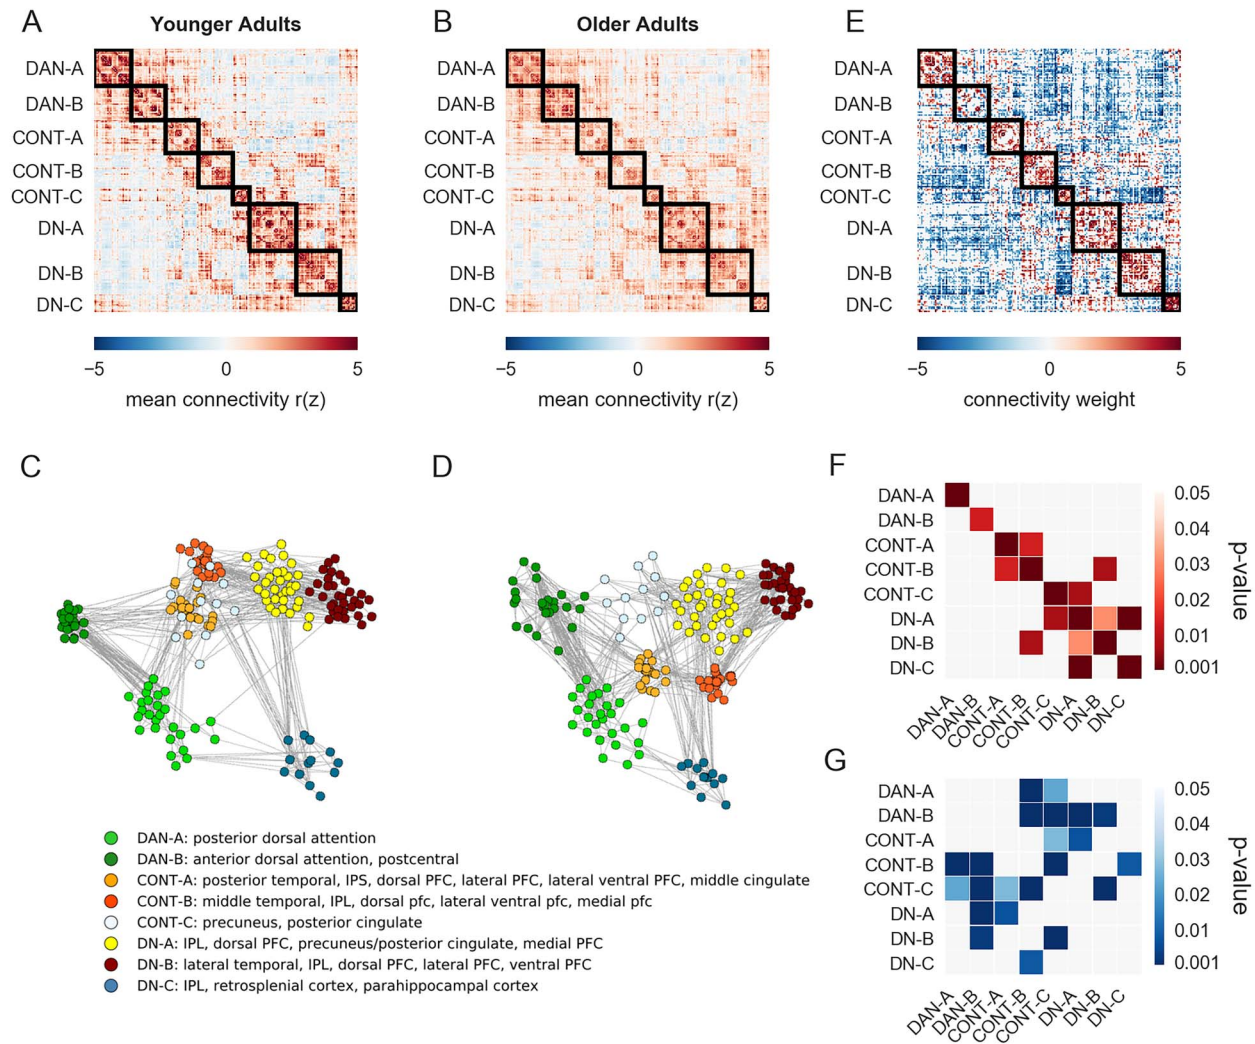 A
Younger Adults
DAN-A
DAN-B
CONT-A
CONT-B
CONT-C
DN-A
DN-B
DN-C
−5
0
5
mean connectivity r(z)
B
Older Adults
DAN-A
DAN-B
CONT-A
CONT-B
CONT-C
DN-A
DN-B
DN-C
−5
0
5
mean connectivity r(z)
E
DAN-A
DAN-B
CONT-A
CONT-B
CONT-C
DN-A
DN-B
DN-C
−5
0
5
connectivity weight
C
D
DAN-A: posterior dorsal attention
DAN-B: anterior dorsal attention, postcentral
CONT-A: posterior temporal, IPS, dorsal PFC, lateral PFC, lateral ventral PFC, middle cingulate
CONT-B: middle temporal, IPL, dorsal pfc, lateral ventral pfc, medial pfc
CONT-C: precuneus, posterior cingulate
DN-A: IPL, dorsal PFC, precuneus/posterior cingulate, medial PFC
DN-B: lateral temporal, IPL, dorsal PFC, lateral PFC, ventral PFC
DN-C: IPL, retrosplenial cortex, parahippocampal cortex
F
DAN-A
DAN-B
CONT-A
CONT-B
CONT-C
DN-A
DN-B
DN-C
DAN-A
DAN-B
CONT-A
CONT-B
CONT-C
DN-A
DN-B
DN-C
0.05
0.04
0.03
0.02
0.01
0.001
p-value
G
DAN-A
DAN-B
CONT-A
CONT-B
CONT-C
DN-A
DN-B
DN-C
DAN-A
DAN-B
CONT-A
CONT-B
CONT-C
DN-A
DN-B
DN-C
0.05
0.04
0.03
0.02
0.01
0.001
p-value